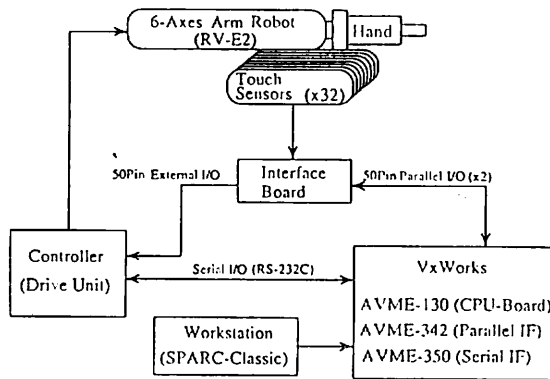 6-Axes Arm Robot
(RV-E2)
Hand
Touch
Sensors (x32)
50Pin External I/O
Interface
Board
50Pin Parallel I/O (x2)
Controller
(Drive Unit)
Serial I/O (RS-232C)
VxWorks
AVME-130 (CPU-Board)
AVME-342 (Parallel IF)
AVME-350 (Serial IF)
Workstation
(SPARC-Classic)